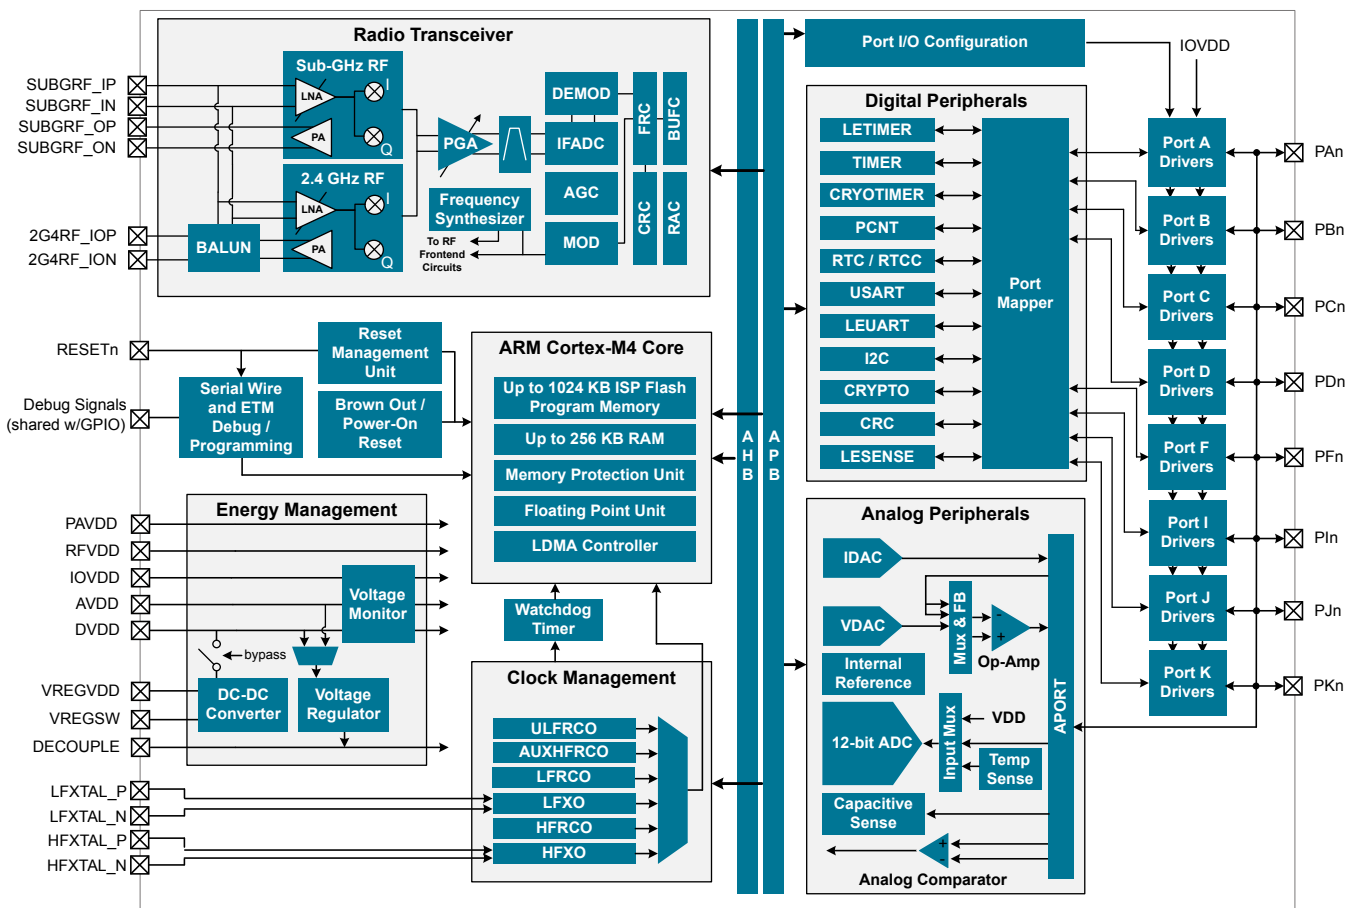 Radio Transceiver
SUBGRF_IP
SUBGRF_IN
SUBGRF_OP
SUBGRF_ON
2G4RF_IOP
2G4RF_ION
BALUN
Sub-GHz RF
LNA
I
PA
Q
2.4 GHz RF
LNA
I
PA
Q
PGA
Frequency
Synthesizer
To RF
Frontend
Circuits
DEMOD
IFADC
AGC
MOD
FRC
BUFC
CRC
RAC
RESETn
Debug Signals
(shared w/GPIO)
Reset
Management
Unit
Serial Wire
and ETM
Debug /
Programming
Brown Out /
Power-On
Reset
ARM Cortex-M4 Core
Up to 1024 KB ISP Flash
Program Memory
Up to 256 KB RAM
Memory Protection Unit
Floating Point Unit
LDMA Controller
Watchdog
Timer
Energy Management
PAVDD
RFVDD
IOVDD
AVDD
DVDD
VREGVDD
VREGSW
DECOUPLE
Voltage
Monitor
bypass
DC-DC
Converter
Voltage
Regulator
Clock Management
LFXTAL_P
LFXTAL_N
HFXTAL_P
HFXTAL_N
ULFRCO
AUXHFRCO
LFRCO
LFXO
HFRCO
HFXO
AHB
APB
Port I/O Configuration
IOVDD
Digital Peripherals
LETIMER
TIMER
CRYOTIMER
PCNT
RTC / RTCC
USART
LEUART
I2C
CRYPTO
CRC
LESENSE
Port
Mapper
Analog Peripherals
IDAC
VDAC
Mux & FB
-
+
Op-Amp
Internal
Reference
12-bit ADC
Input Mux
VDD
Temp
Sense
Capacitive
Sense
+
-
Analog Comparator
APORT
Port A
Drivers
PAn
Port B
Drivers
PBn
Port C
Drivers
PCn
Port D
Drivers
PDn
Port F
Drivers
PFn
Port I
Drivers
PIn
Port J
Drivers
PJn
Port K
Drivers
PKn